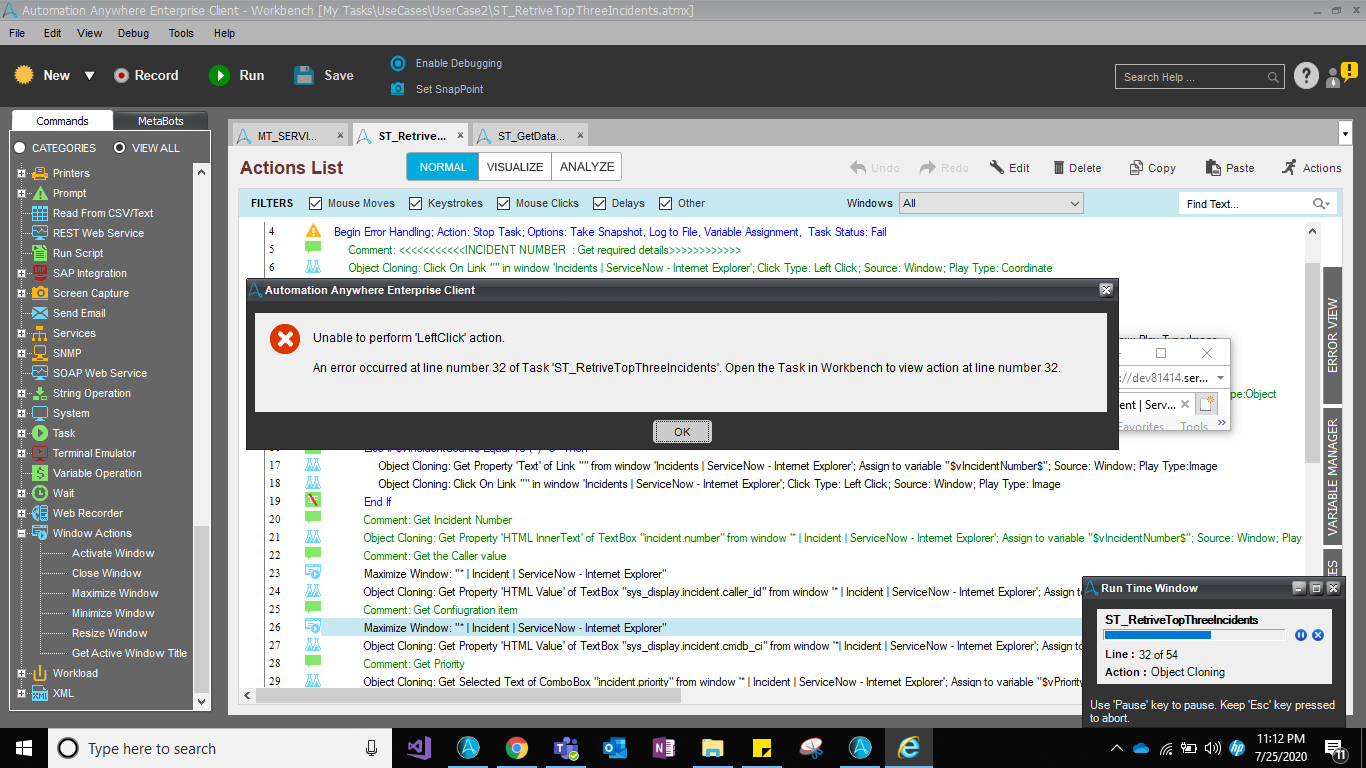 Automation Anywhere Enterprise Client - Workbench [My Tasks\UseCases\UserCase2\ST_RetriveTopThreeIncidents.atmx]
File Edit View Debug Tools Help
New Record Run Save
Enable Debugging
Set SnapPoint
Search Help ...
Commands MetaBots
CATEGORIES VIEW ALL
Printers
Prompt
Read From CSV/Text
REST Web Service
Run Script
SAP Integration
Screen Capture
Send Email
Services
SNMP
SOAP Web Service
String Operation
System
Task
Terminal Emulator
Variable Operation
Wait
Web Recorder
Window Actions
Activate Window
Close Window
Maximize Window
Minimize Window
Resize Window
Get Active Window Title
Workload
XML
MT_SERVI... ST_Retrive... ST_GetData...
Actions List NORMAL VISUALIZE ANALYZE Undo Redo Edit Delete Copy Paste Actions
FILTERS Mouse Moves Keystrokes Mouse Clicks Delays Other Windows All Find Text...
4 Begin Error Handling; Action: Stop Task; Options: Take Snapshot, Log to File, Variable Assignment, Task Status: Fail
5 Comment: <<<<<<<<<<<INCIDENT NUMBER : Get required details>>>>>>>>>>>>
6 Object Cloning: Click On Link "" in window 'Incidents | ServiceNow - Internet Explorer'; Click Type: Left Click; Source: Window; Play Type: Coordinate
Automation Anywhere Enterprise Client
Unable to perform 'LeftClick' action.
An error occurred at line number 32 of Task 'ST_RetriveTopThreeIncidents'. Open the Task in Workbench to view action at line number 32.
OK
://dev81414.ser...
ent | Serv...
Favorites Tools »
pe:Object
17 Object Cloning: Get Property 'Text' of Link "" from window 'Incidents | ServiceNow - Internet Explorer'; Assign to variable "$vIncidentNumber$"; Source: Window; Play Type:Image
18 Object Cloning: Click On Link "" in window 'Incidents | ServiceNow - Internet Explorer'; Click Type: Left Click; Source: Window; Play Type: Image
19 End If
20 Comment: Get Incident Number
21 Object Cloning: Get Property 'HTML InnerText' of TextBox "incident.number" from window '* | Incident | ServiceNow - Internet Explorer'; Assign to variable "$vIncidentNumber$"; Source: Window; Play
22 Comment: Get the Caller value
23 Maximize Window: "* | Incident | ServiceNow - Internet Explorer"
24 Object Cloning: Get Property 'HTML Value' of TextBox "sys_display.incident.caller_id" from window '* | Incident | ServiceNow - Internet Explorer'; Assign to
25 Comment: Get Confiugration item
26 Maximize Window: "* | Incident | ServiceNow - Internet Explorer"
27 Object Cloning: Get Property 'HTML Value' of TextBox "sys_display.incident.cmdb_ci" from window '*| Incident | ServiceNow - Internet Explorer'; Assign to
28 Comment: Get Priority
29 Object Cloning: Get Selected Text of ComboBox "incident.priority" from window '* | Incident | ServiceNow - Internet Explorer'; Assign to variable "$vPriority
ERROR VIEW
VARIABLE MANAGER
Run Time Window
ST_RetriveTopThreeIncidents
Line : 32 of 54
Action : Object Cloning
Use 'Pause' key to pause. Keep 'Esc' key pressed
to abort.
Type here to search
11:12 PM
7/25/2020
11